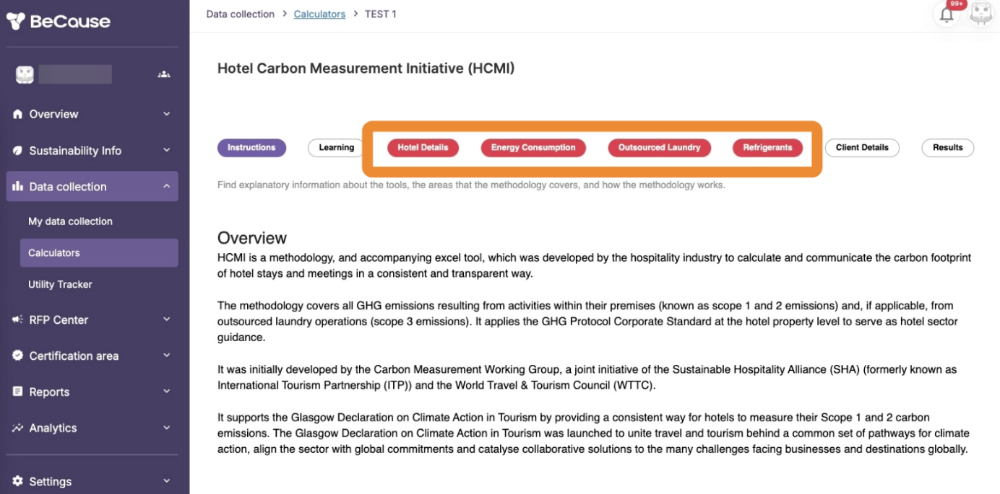 BeCause
Overview
Sustainability Info
Data collection
My data collection
Calculators
Utility Tracker
RFP Center
Certification area
Reports
Analytics
Settings
Data collection > Calculators > TEST 1
99+
Hotel Carbon Measurement Initiative (HCMI)
Instructions
Learning
Hotel Details
Energy Consumption
Outsourced Laundry
Refrigerants
Client Details
Results
Find explanatory information about the tools, the areas that the methodology covers, and how the methodology works.
Overview
HCMI is a methodology, and accompanying excel tool, which was developed by the hospitality industry to calculate and communicate the carbon footprint
of hotel stays and meetings in a consistent and transparent way.
The methodology covers all GHG emissions resulting from activities within their premises (known as scope 1 and 2 emissions) and, if applicable, from
outsourced laundry operations (scope 3 emissions). It applies the GHG Protocol Corporate Standard at the hotel property level to serve as hotel sector
guidance.
It was initially developed by the Carbon Measurement Working Group, a joint initiative of the Sustainable Hospitality Alliance (SHA) (formerly known as
International Tourism Partnership (ITP)) and the World Travel & Tourism Council (WTTC).
It supports the Glasgow Declaration on Climate Action in Tourism by providing a consistent way for hotels to measure their Scope 1 and 2 carbon
emissions. The Glasgow Declaration on Climate Action in Tourism was launched to unite travel and tourism behind a common set of pathways for climate
action, align the sector with global commitments and catalyse collaborative solutions to the many challenges facing businesses and destinations globally.